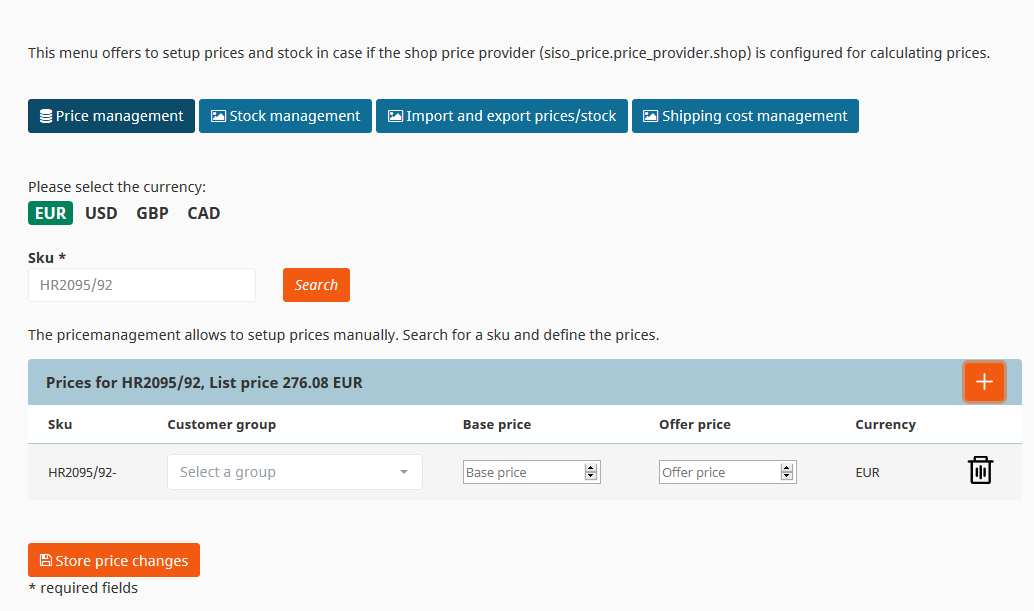 This menu offers to setup prices and stock in case if the shop price provider (siso_price.price_provider.shop) is configured for calculating prices.
Price management Stock management Import and export prices/stock Shipping cost management
Please select the currency:
EUR USD GBP CAD
Sku *
HR2095/92 Search
The pricemanagement allows to setup prices manually. Search for a sku and define the prices.
Prices for HR2095/92, List price 276.08 EUR +
Sku Customer group Base price Offer price Currency
HR2095/92- Select a group Base price Offer price EUR
Store price changes
* required fields